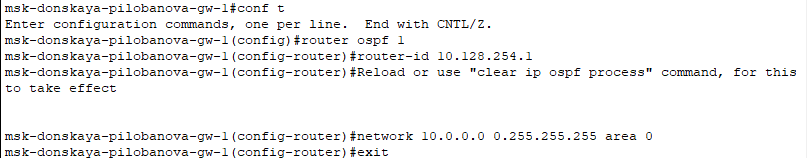 msk-donskaya-pilobanova-gw-1#conf t
Enter configuration commands, one per line.  End with CNTL/Z.
msk-donskaya-pilobanova-gw-1(config)#router ospf 1
msk-donskaya-pilobanova-gw-1(config-router)#router-id 10.128.254.1
msk-donskaya-pilobanova-gw-1(config-router)#Reload or use "clear ip ospf process" command, for this
to take effect
msk-donskaya-pilobanova-gw-1(config-router)#network 10.0.0.0 0.255.255.255 area 0
msk-donskaya-pilobanova-gw-1(config-router)#exit